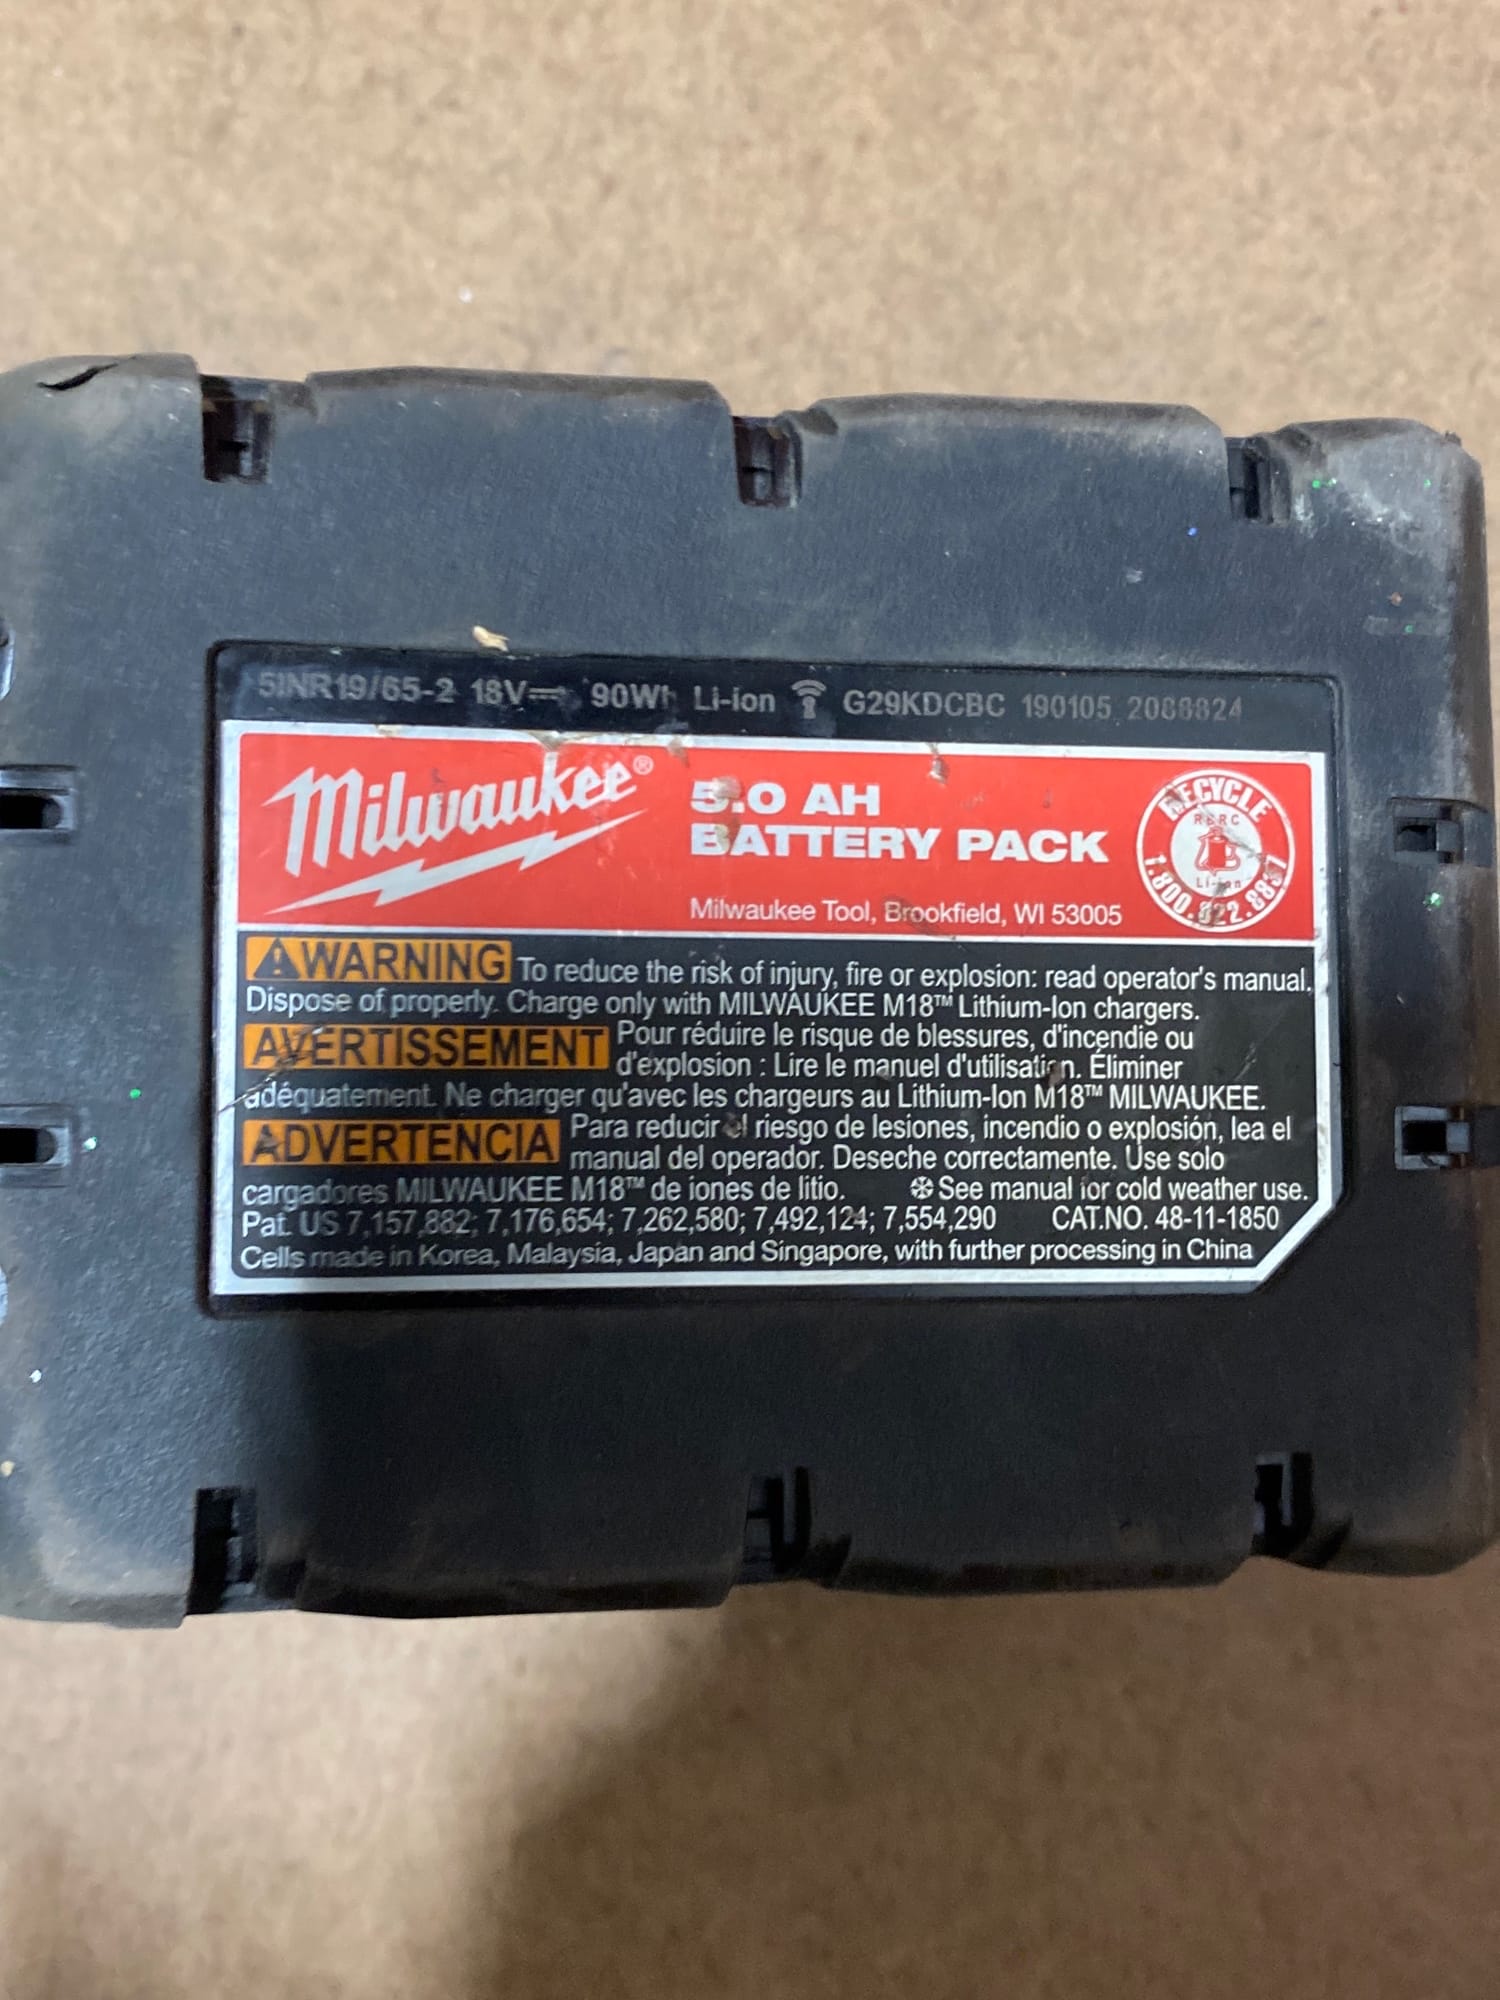 5INR19/65-2 18V⎓ 90Wh Li-ion G29KDCBC 190105
Milwaukee®
5.0 AH
BATTERY PACK
Milwaukee Tool, Brookfield, WI 53005
RECYCLE
RBRC
Li-Ion
1.800.822.8837
WARNING To reduce the risk of injury, fire or explosion: read operator's manual.
Dispose of properly. Charge only with MILWAUKEE M18™ Lithium-Ion chargers.
AVERTISSEMENT Pour réduire le risque de blessures, d'incendie ou
d'explosion : Lire le manuel d'utilisation. Éliminer
adéquatement. Ne charger qu'avec les chargeurs au Lithium-Ion M18™ MILWAUKEE.
ADVERTENCIA Para reducir el riesgo de lesiones, incendio o explosión, lea el
manual del operador. Deseche correctamente. Use solo
cargadores MILWAUKEE M18™ de iones de litio. ❄ See manual for cold weather use.
Pat. US 7,157,882; 7,176,654; 7,262,580; 7,492,124; 7,554,290 CAT.NO. 48-11-1850
Cells made in Korea, Malaysia, Japan and Singapore, with further processing in China